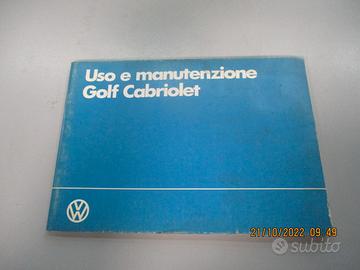 Uso e manutenzione
Golf Cabriolet
VW
21/10/2022 09:49
subito